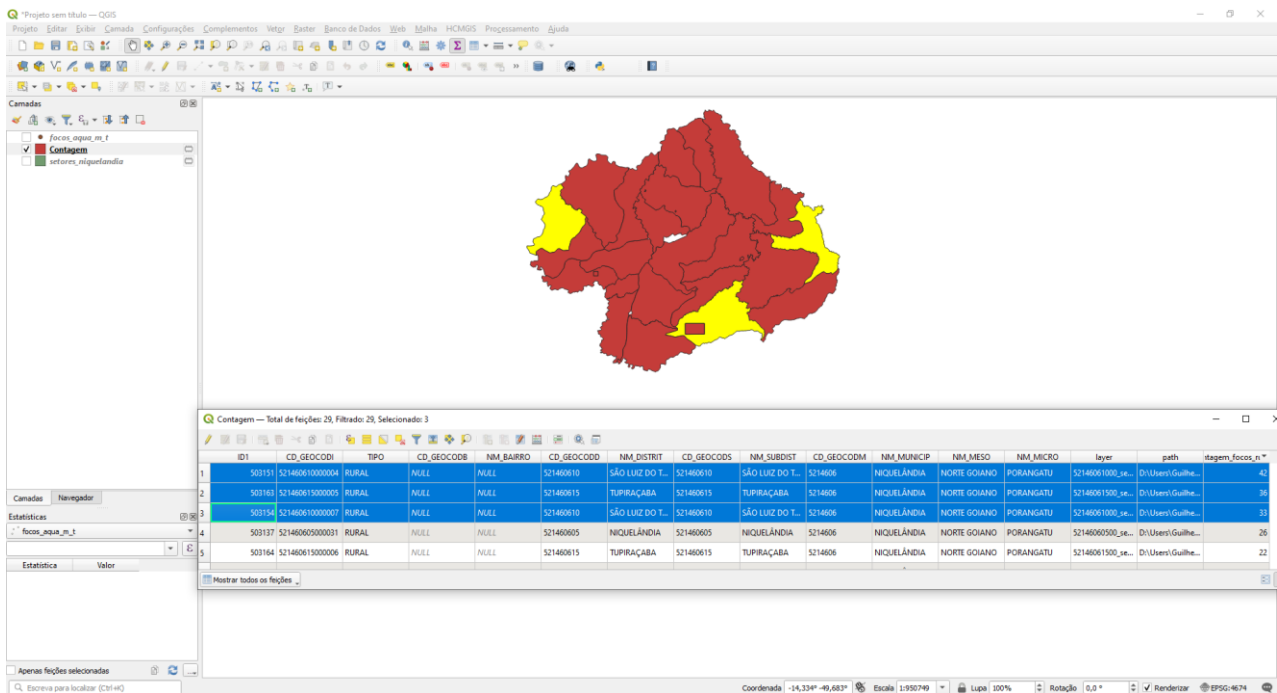 *Projeto sem título — QGIS
Projeto Editar Exibir Camada Configurações Complementos Vetor Raster Banco de Dados Web Malha HCMGIS Processamento Ajuda
Camadas
focos_aqua_m_t
Contagem
setores_niquelandia
Camadas Navegador
Estatísticas
focos_aqua_m_t
Estatística Valor
Apenas feições selecionadas
Contagem — Total de feições: 29, Filtrado: 29, Selecionado: 3
ID1 CD_GEOCODI TIPO CD_GEOCODB NM_BAIRRO CD_GEOCODD NM_DISTRIT CD_GEOCODS NM_SUBDIST CD_GEOCODM NM_MUNICIP NM_MESO NM_MICRO layer path ntagem_focos_n
1 503151 521460610000004 RURAL NULL NULL 521460610 SÃO LUIZ DO T... 521460610 SÃO LUIZ DO T... 5214606 NIQUELÂNDIA NORTE GOIANO PORANGATU 52146061000_se... D:\Users\Guilhe... 42
2 503163 521460615000005 RURAL NULL NULL 521460615 TUPIRAÇABA 521460615 TUPIRAÇABA 5214606 NIQUELÂNDIA NORTE GOIANO PORANGATU 52146061500_se... D:\Users\Guilhe... 36
3 503154 521460610000007 RURAL NULL NULL 521460610 SÃO LUIZ DO T... 521460610 SÃO LUIZ DO T... 5214606 NIQUELÂNDIA NORTE GOIANO PORANGATU 52146061000_se... D:\Users\Guilhe... 33
4 503137 521460605000031 RURAL NULL NULL 521460605 NIQUELÂNDIA 521460605 NIQUELÂNDIA 5214606 NIQUELÂNDIA NORTE GOIANO PORANGATU 52146060500_se... D:\Users\Guilhe... 26
5 503164 521460615000006 RURAL NULL NULL 521460615 TUPIRAÇABA 521460615 TUPIRAÇABA 5214606 NIQUELÂNDIA NORTE GOIANO PORANGATU 52146061500_se... D:\Users\Guilhe... 22
Mostrar todos os feições
Escreva para localizar (Ctrl+K) Coordenada -14,334° -49,683° Escala 1:950749 Lupa 100% Rotação 0,0 ° Renderizar EPSG:4674